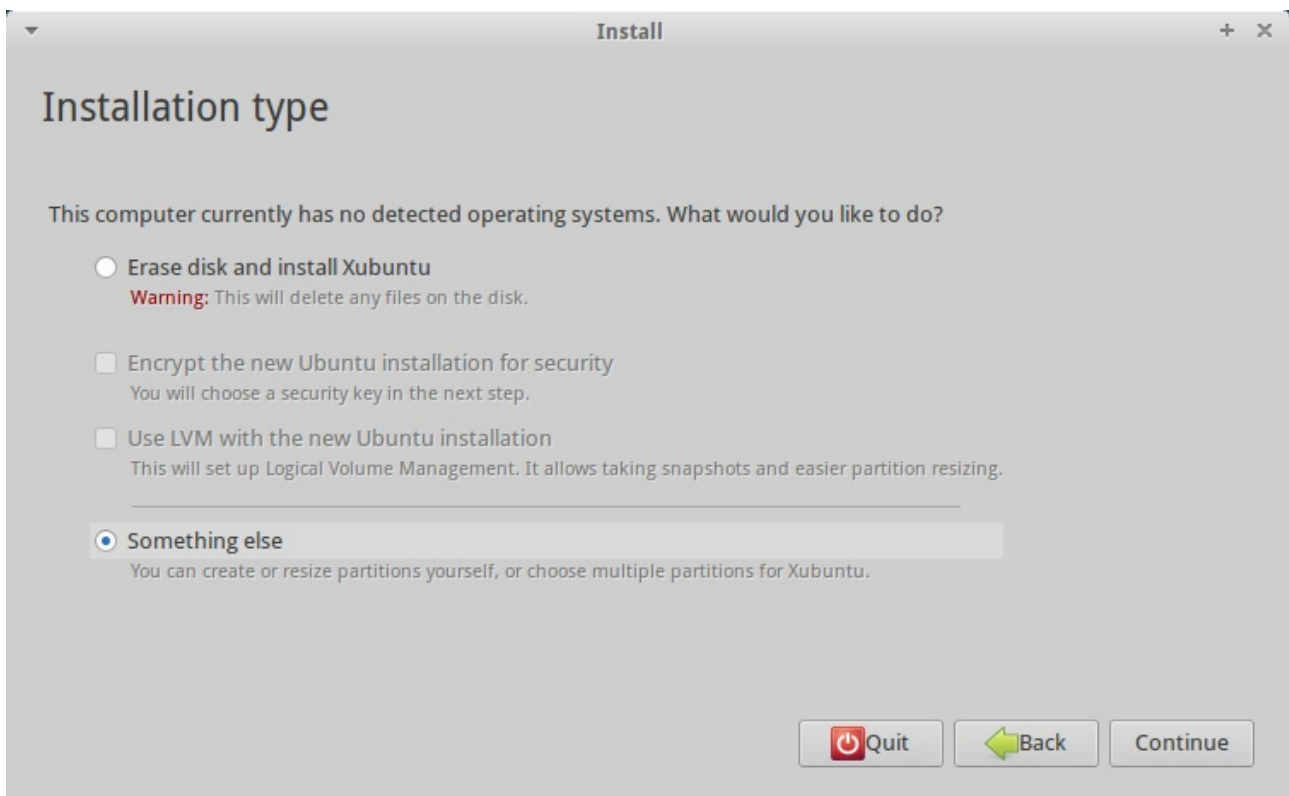 Install
Installation type
This computer currently has no detected operating systems. What would you like to do?
Erase disk and install Xubuntu
Warning: This will delete any files on the disk.
Encrypt the new Ubuntu installation for security
You will choose a security key in the next step.
Use LVM with the new Ubuntu installation
This will set up Logical Volume Management. It allows taking snapshots and easier partition resizing.
Something else
You can create or resize partitions yourself, or choose multiple partitions for Xubuntu.
Quit Back Continue